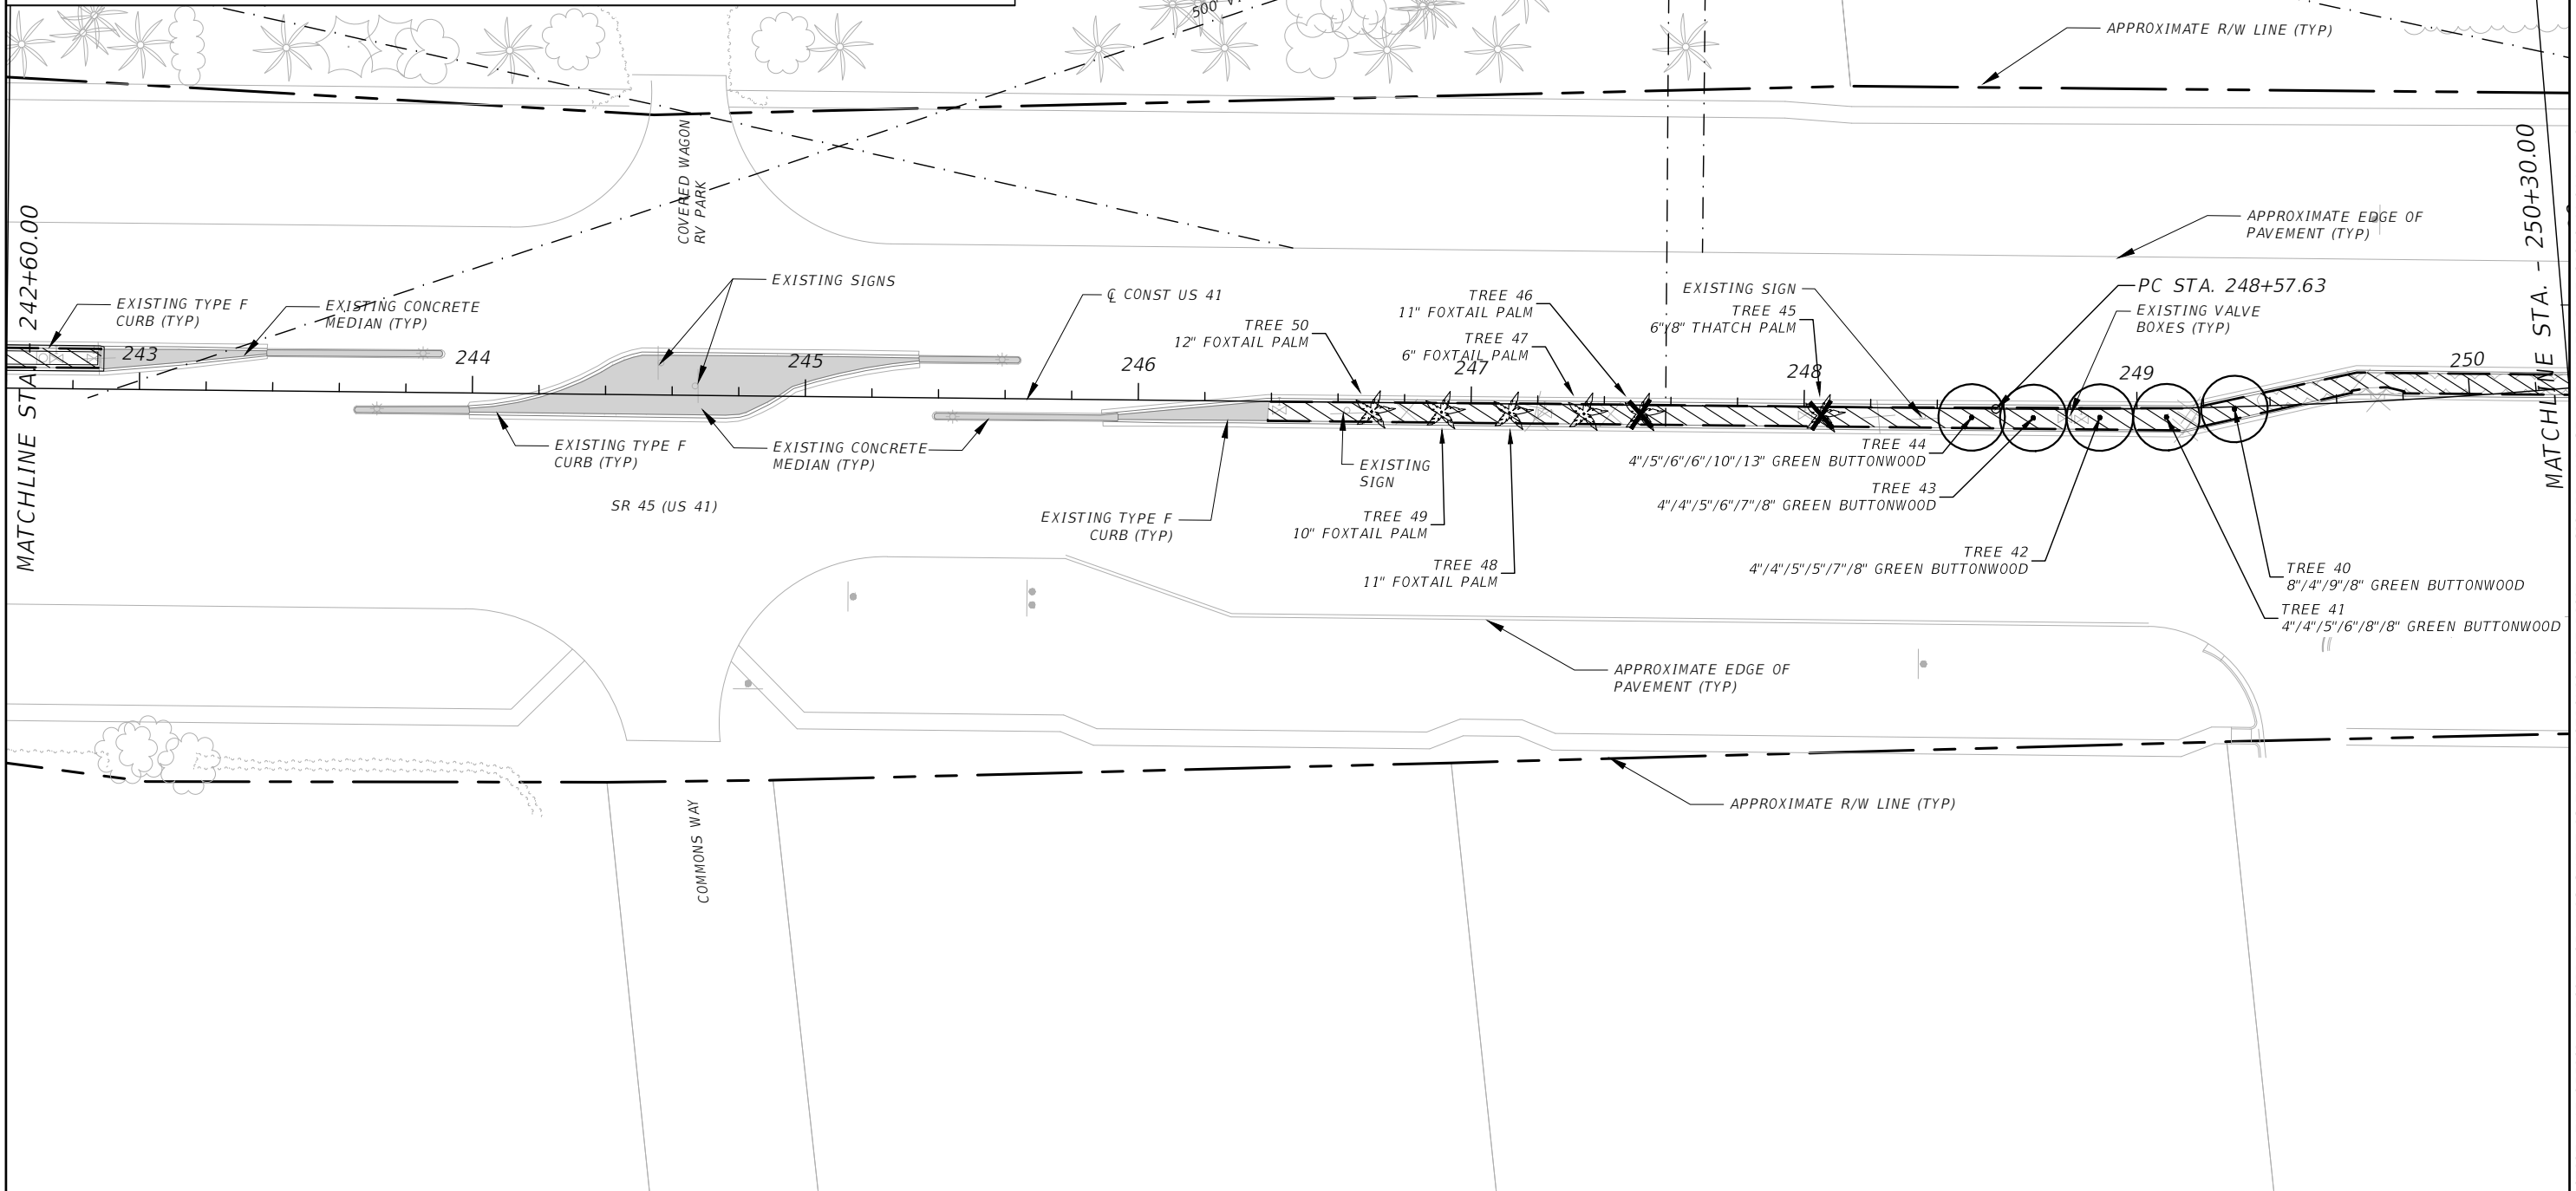 500
APPROXIMATE R/W LINE (TYP)
COVERED WAGON
RV PARK
MATCHLINE STA. - 250+30.00
APPROXIMATE EDGE OF
PAVEMENT (TYP)
MATCHLINE STA. 242+60.00
EXISTING TYPE F
CURB (TYP)
EXISTING CONCRETE
MEDIAN (TYP)
EXISTING SIGNS
℄ CONST US 41
TREE 50
12" FOXTAIL PALM
TREE 46
11" FOXTAIL PALM
TREE 47
6" FOXTAIL PALM
EXISTING SIGN
TREE 45
6"/8" THATCH PALM
PC STA. 248+57.63
EXISTING VALVE
BOXES (TYP)
243
244
245
246
247
248
249
250
EXISTING TYPE F
CURB (TYP)
EXISTING CONCRETE
MEDIAN (TYP)
EXISTING
SIGN
TREE 44
4"/5"/6"/6"/10"/13" GREEN BUTTONWOOD
TREE 43
4"/4"/5"/6"/7"/8" GREEN BUTTONWOOD
SR 45 (US 41)
EXISTING TYPE F
CURB (TYP)
TREE 49
10" FOXTAIL PALM
TREE 48
11" FOXTAIL PALM
TREE 42
4"/4"/5"/5"/7"/8" GREEN BUTTONWOOD
TREE 40
8"/4"/9"/8" GREEN BUTTONWOOD
TREE 41
4"/4"/5"/6"/8"/8" GREEN BUTTONWOOD
APPROXIMATE EDGE OF
PAVEMENT (TYP)
APPROXIMATE R/W LINE (TYP)
COMMONS WAY